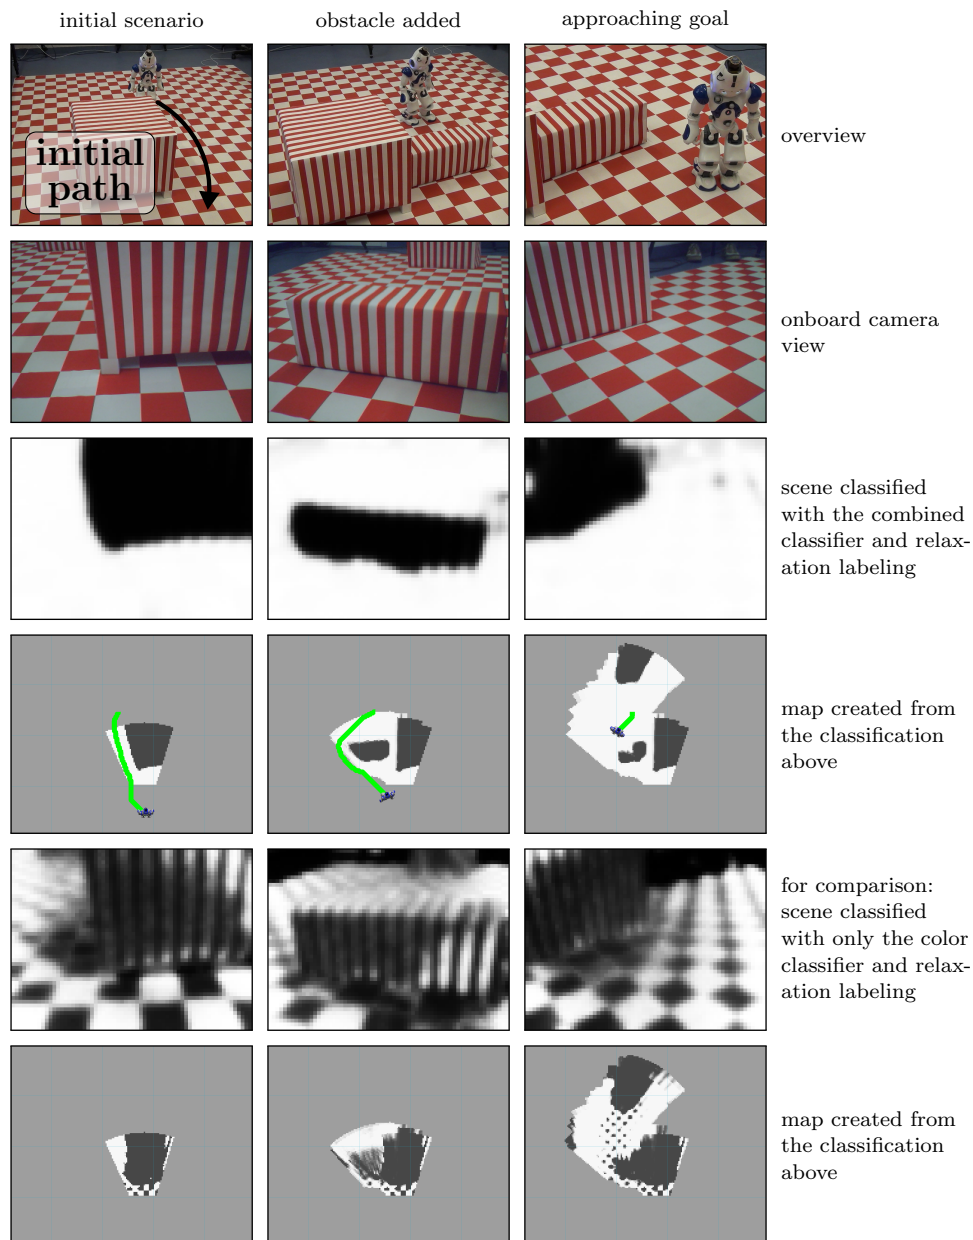 initial scenario
obstacle added
approaching goal
initial
path
overview
onboard camera
view
scene classified
with the combined
classifier and relax-
ation labeling
map created from
the classification
above
for comparison:
scene classified
with only the color
classifier and relax-
ation labeling
map created from
the classification
above